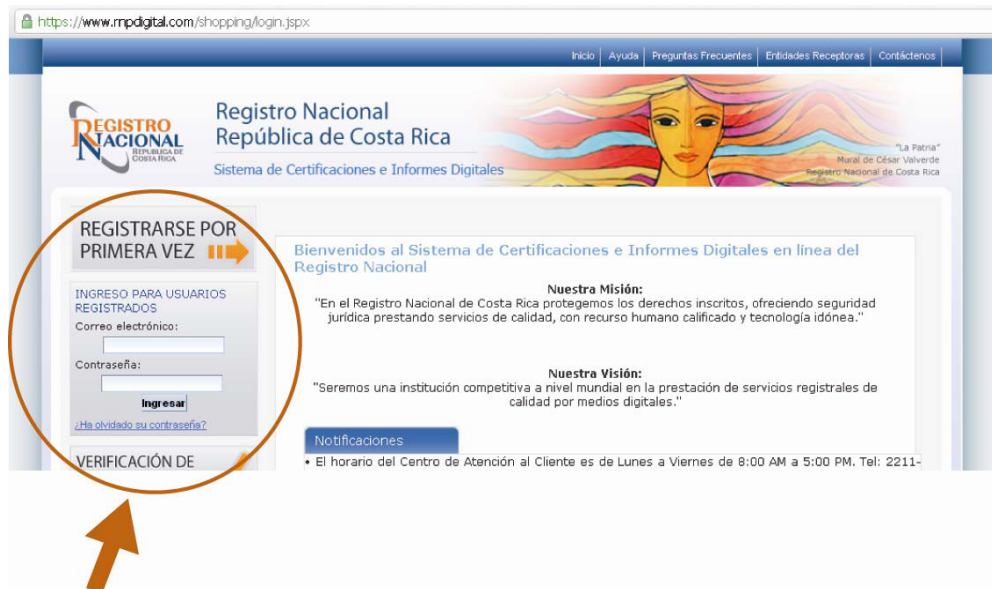 https://www.rnpdigital.com/shopping/login.jspx
Inicio | Ayuda | Preguntas Frecuentes | Entidades Receptoras | Contáctenos
REGISTRO
NACIONAL
REPUBLICA DE
COSTA RICA
Registro Nacional
República de Costa Rica
Sistema de Certificaciones e Informes Digitales
"La Patria"
Mural de César Valverde
Registro Nacional de Costa Rica
REGISTRARSE POR
PRIMERA VEZ
INGRESO PARA USUARIOS
REGISTRADOS
Correo electrónico:
Contraseña:
Ingresar
¿Ha olvidado su contraseña?
VERIFICACIÓN DE
Bienvenidos al Sistema de Certificaciones e Informes Digitales en línea del
Registro Nacional
Nuestra Misión:
"En el Registro Nacional de Costa Rica protegemos los derechos inscritos, ofreciendo seguridad
jurídica prestando servicios de calidad, con recurso humano calificado y tecnología idónea."
Nuestra Visión:
"Seremos una institución competitiva a nivel mundial en la prestación de servicios registrales de
calidad por medios digitales."
Notificaciones
• El horario del Centro de Atención al Cliente es de Lunes a Viernes de 8:00 AM a 5:00 PM. Tel: 2211-